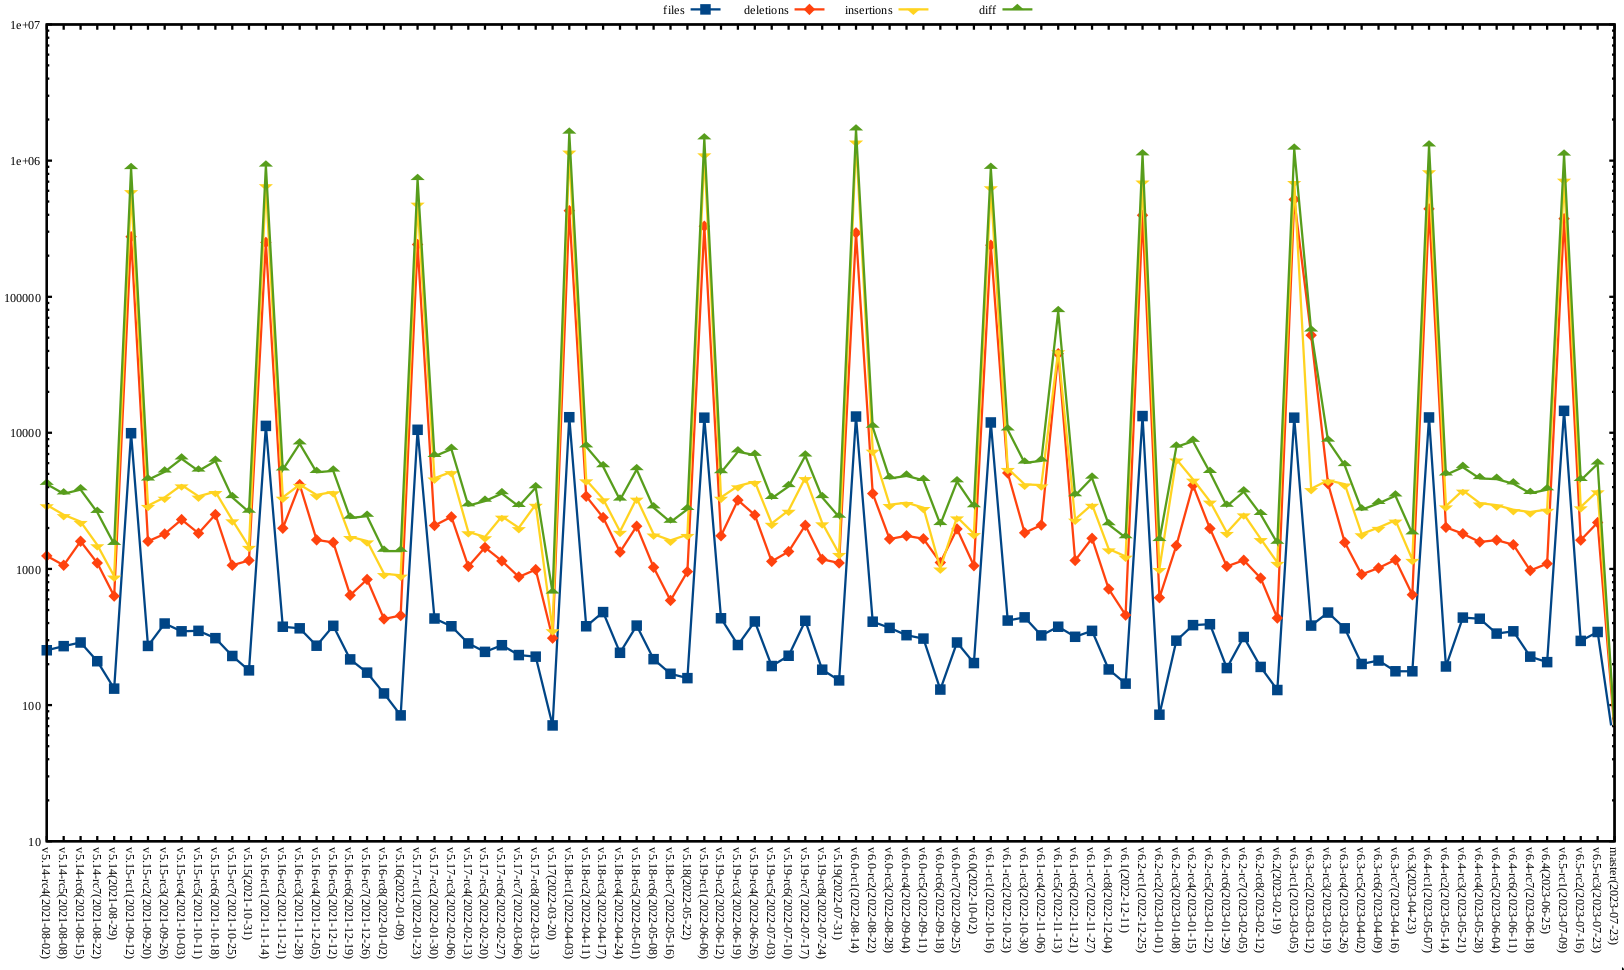 files
deletions
insertions
diff
1e+07
1e+06
100000
10000
1000
100
10
v5.14-rc4(2021-08-02)
v5.14-rc5(2021-08-08)
v5.14-rc6(2021-08-15)
v5.14-rc7(2021-08-22)
v5.14(2021-08-29)
v5.15-rc1(2021-09-12)
v5.15-rc2(2021-09-20)
v5.15-rc3(2021-09-26)
v5.15-rc4(2021-10-03)
v5.15-rc5(2021-10-11)
v5.15-rc6(2021-10-18)
v5.15-rc7(2021-10-25)
v5.15(2021-10-31)
v5.16-rc1(2021-11-14)
v5.16-rc2(2021-11-21)
v5.16-rc3(2021-11-28)
v5.16-rc4(2021-12-05)
v5.16-rc5(2021-12-12)
v5.16-rc6(2021-12-19)
v5.16-rc7(2021-12-26)
v5.16-rc8(2022-01-02)
v5.16(2022-01-09)
v5.17-rc1(2022-01-23)
v5.17-rc2(2022-01-30)
v5.17-rc3(2022-02-06)
v5.17-rc4(2022-02-13)
v5.17-rc5(2022-02-20)
v5.17-rc6(2022-02-27)
v5.17-rc7(2022-03-06)
v5.17-rc8(2022-03-13)
v5.17(2022-03-20)
v5.18-rc1(2022-04-03)
v5.18-rc2(2022-04-11)
v5.18-rc3(2022-04-17)
v5.18-rc4(2022-04-24)
v5.18-rc5(2022-05-01)
v5.18-rc6(2022-05-08)
v5.18-rc7(2022-05-16)
v5.18(2022-05-22)
v5.19-rc1(2022-06-06)
v5.19-rc2(2022-06-12)
v5.19-rc3(2022-06-19)
v5.19-rc4(2022-06-26)
v5.19-rc5(2022-07-03)
v5.19-rc6(2022-07-10)
v5.19-rc7(2022-07-17)
v5.19-rc8(2022-07-24)
v5.19(2022-07-31)
v6.0-rc1(2022-08-14)
v6.0-rc2(2022-08-22)
v6.0-rc3(2022-08-28)
v6.0-rc4(2022-09-04)
v6.0-rc5(2022-09-11)
v6.0-rc6(2022-09-18)
v6.0-rc7(2022-09-25)
v6.0(2022-10-02)
v6.1-rc1(2022-10-16)
v6.1-rc2(2022-10-23)
v6.1-rc3(2022-10-30)
v6.1-rc4(2022-11-06)
v6.1-rc5(2022-11-13)
v6.1-rc6(2022-11-21)
v6.1-rc7(2022-11-27)
v6.1-rc8(2022-12-04)
v6.1(2022-12-11)
v6.2-rc1(2022-12-25)
v6.2-rc2(2023-01-01)
v6.2-rc3(2023-01-08)
v6.2-rc4(2023-01-15)
v6.2-rc5(2023-01-22)
v6.2-rc6(2023-01-29)
v6.2-rc7(2023-02-05)
v6.2-rc8(2023-02-12)
v6.2(2023-02-19)
v6.3-rc1(2023-03-05)
v6.3-rc2(2023-03-12)
v6.3-rc3(2023-03-19)
v6.3-rc4(2023-03-26)
v6.3-rc5(2023-04-02)
v6.3-rc6(2023-04-09)
v6.3-rc7(2023-04-16)
v6.3(2023-04-23)
v6.4-rc1(2023-05-07)
v6.4-rc2(2023-05-14)
v6.4-rc3(2023-05-21)
v6.4-rc4(2023-05-28)
v6.4-rc5(2023-06-04)
v6.4-rc6(2023-06-11)
v6.4-rc7(2023-06-18)
v6.4(2023-06-25)
v6.5-rc1(2023-07-09)
v6.5-rc2(2023-07-16)
v6.5-rc3(2023-07-23)
master(2023-07-23)